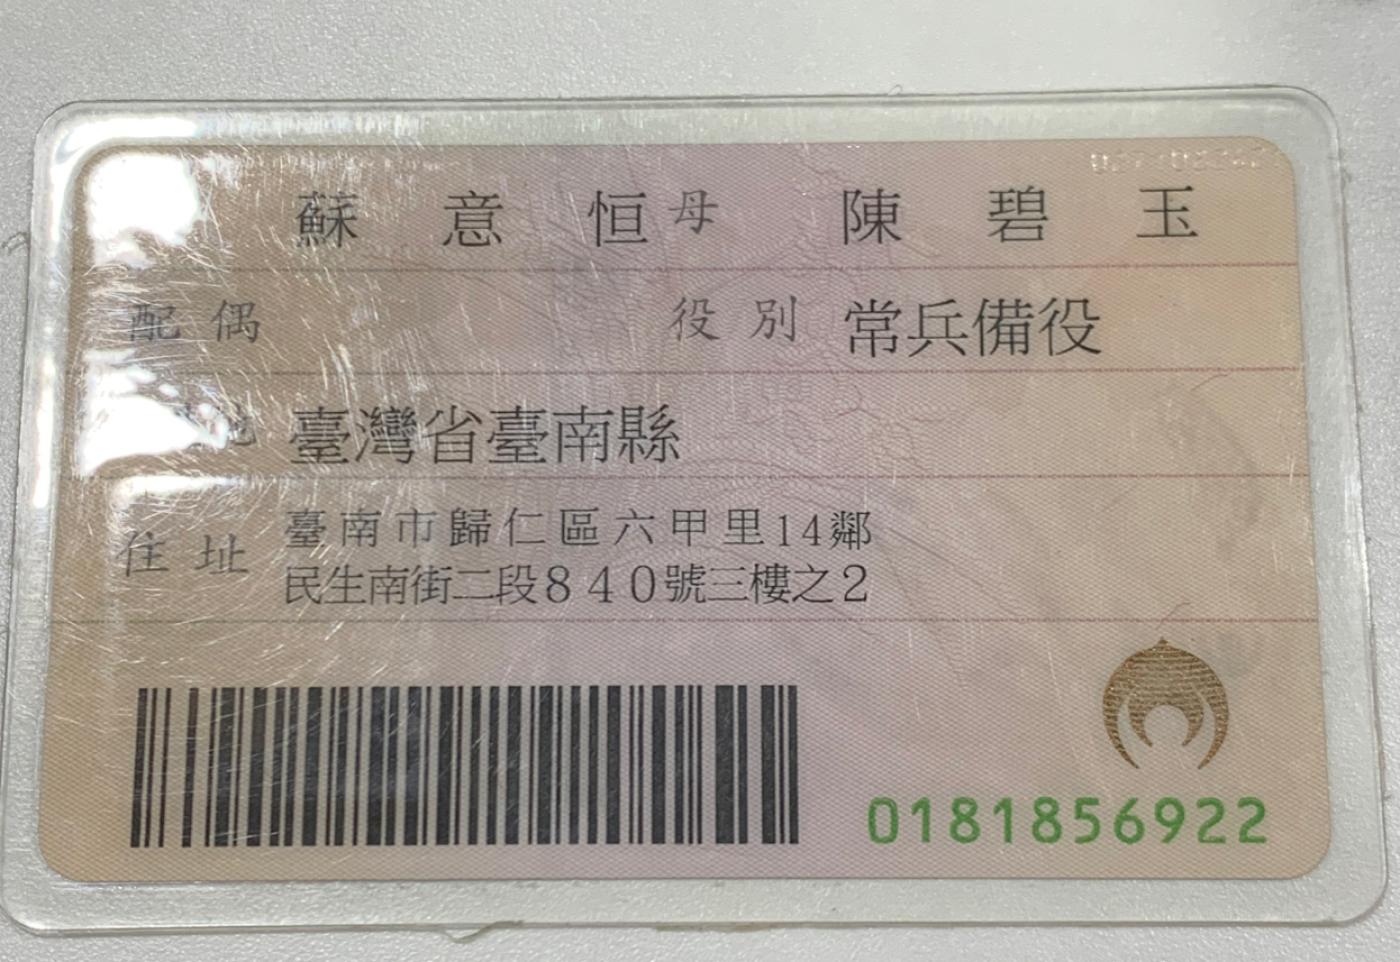 蘇意恒 母 陳碧玉
配偶 役別 常兵備役
地 臺灣省臺南縣
住址 臺南市歸仁區六甲里14鄰
民生南街二段840號三樓之2
0181856922